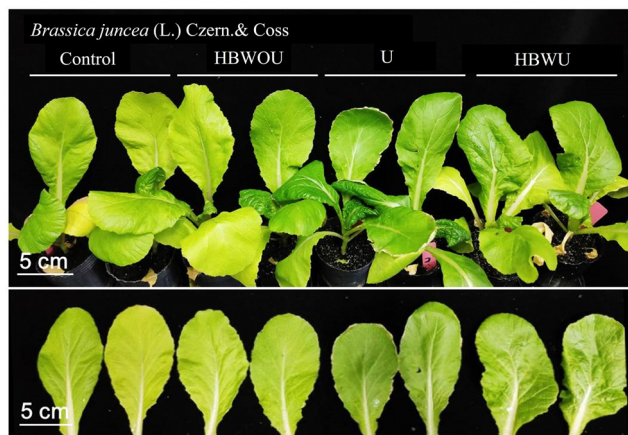 Brassica juncea (L.) Czern.& Coss
Control HBWOU U HBWU
5 cm
5 cm